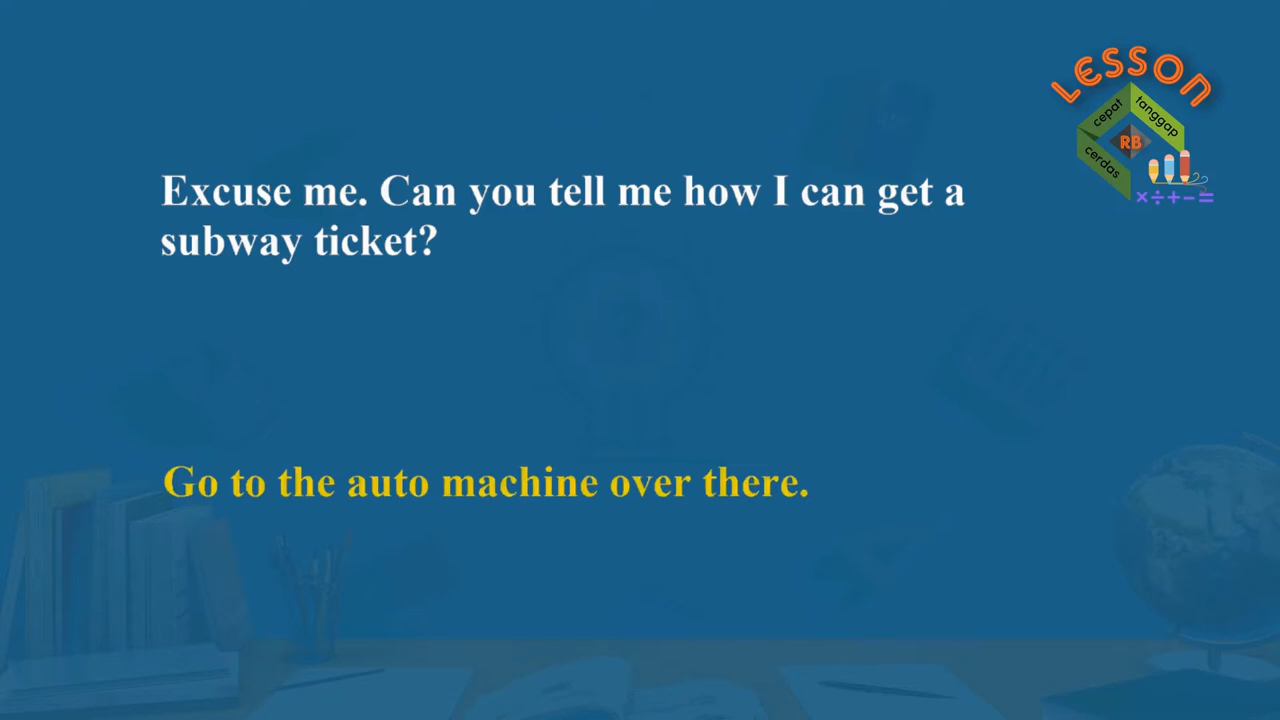 LESSON
cepat
tanggap
RB
cerdas
×÷+−=
Excuse me. Can you tell me how I can get a
subway ticket?
Go to the auto machine over there.